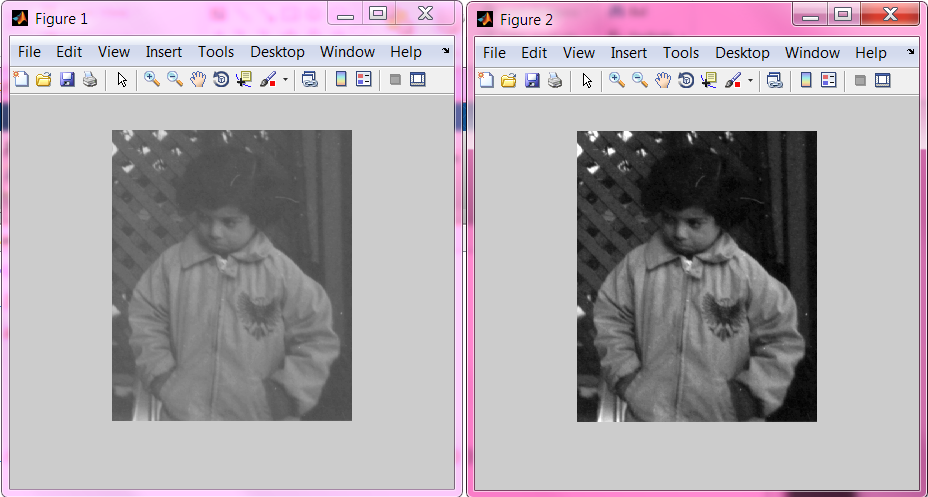 Figure 1
File Edit View Insert Tools Desktop Window Help
Figure 2
File Edit View Insert Tools Desktop Window Help